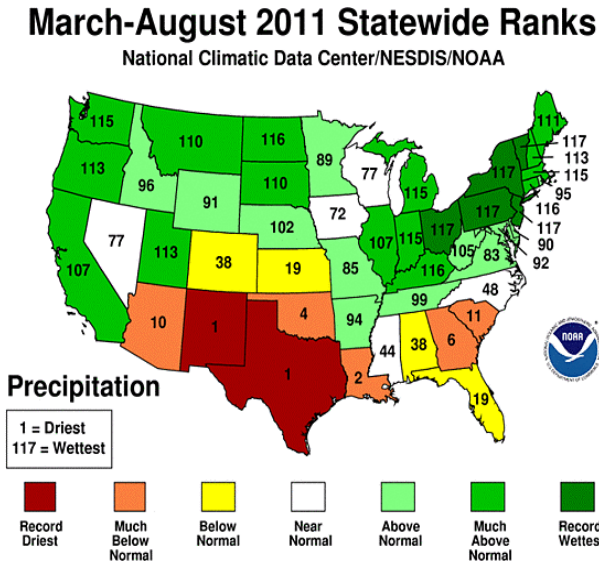 March-August 2011 Statewide Ranks
National Climatic Data Center/NESDIS/NOAA
115
110
116
89
77
111
117
113
115
95
116
117
90
92
113
96
91
110
102
72
115
117
117
107
77
113
38
19
85
107
115
117
116
105
83
48
10
1
4
94
99
11
1
2
44
38
6
19
NOAA
Precipitation
1 = Driest
117 = Wettest
Record
Driest
Much
Below
Normal
Below
Normal
Near
Normal
Above
Normal
Much
Above
Normal
Record
Wettes